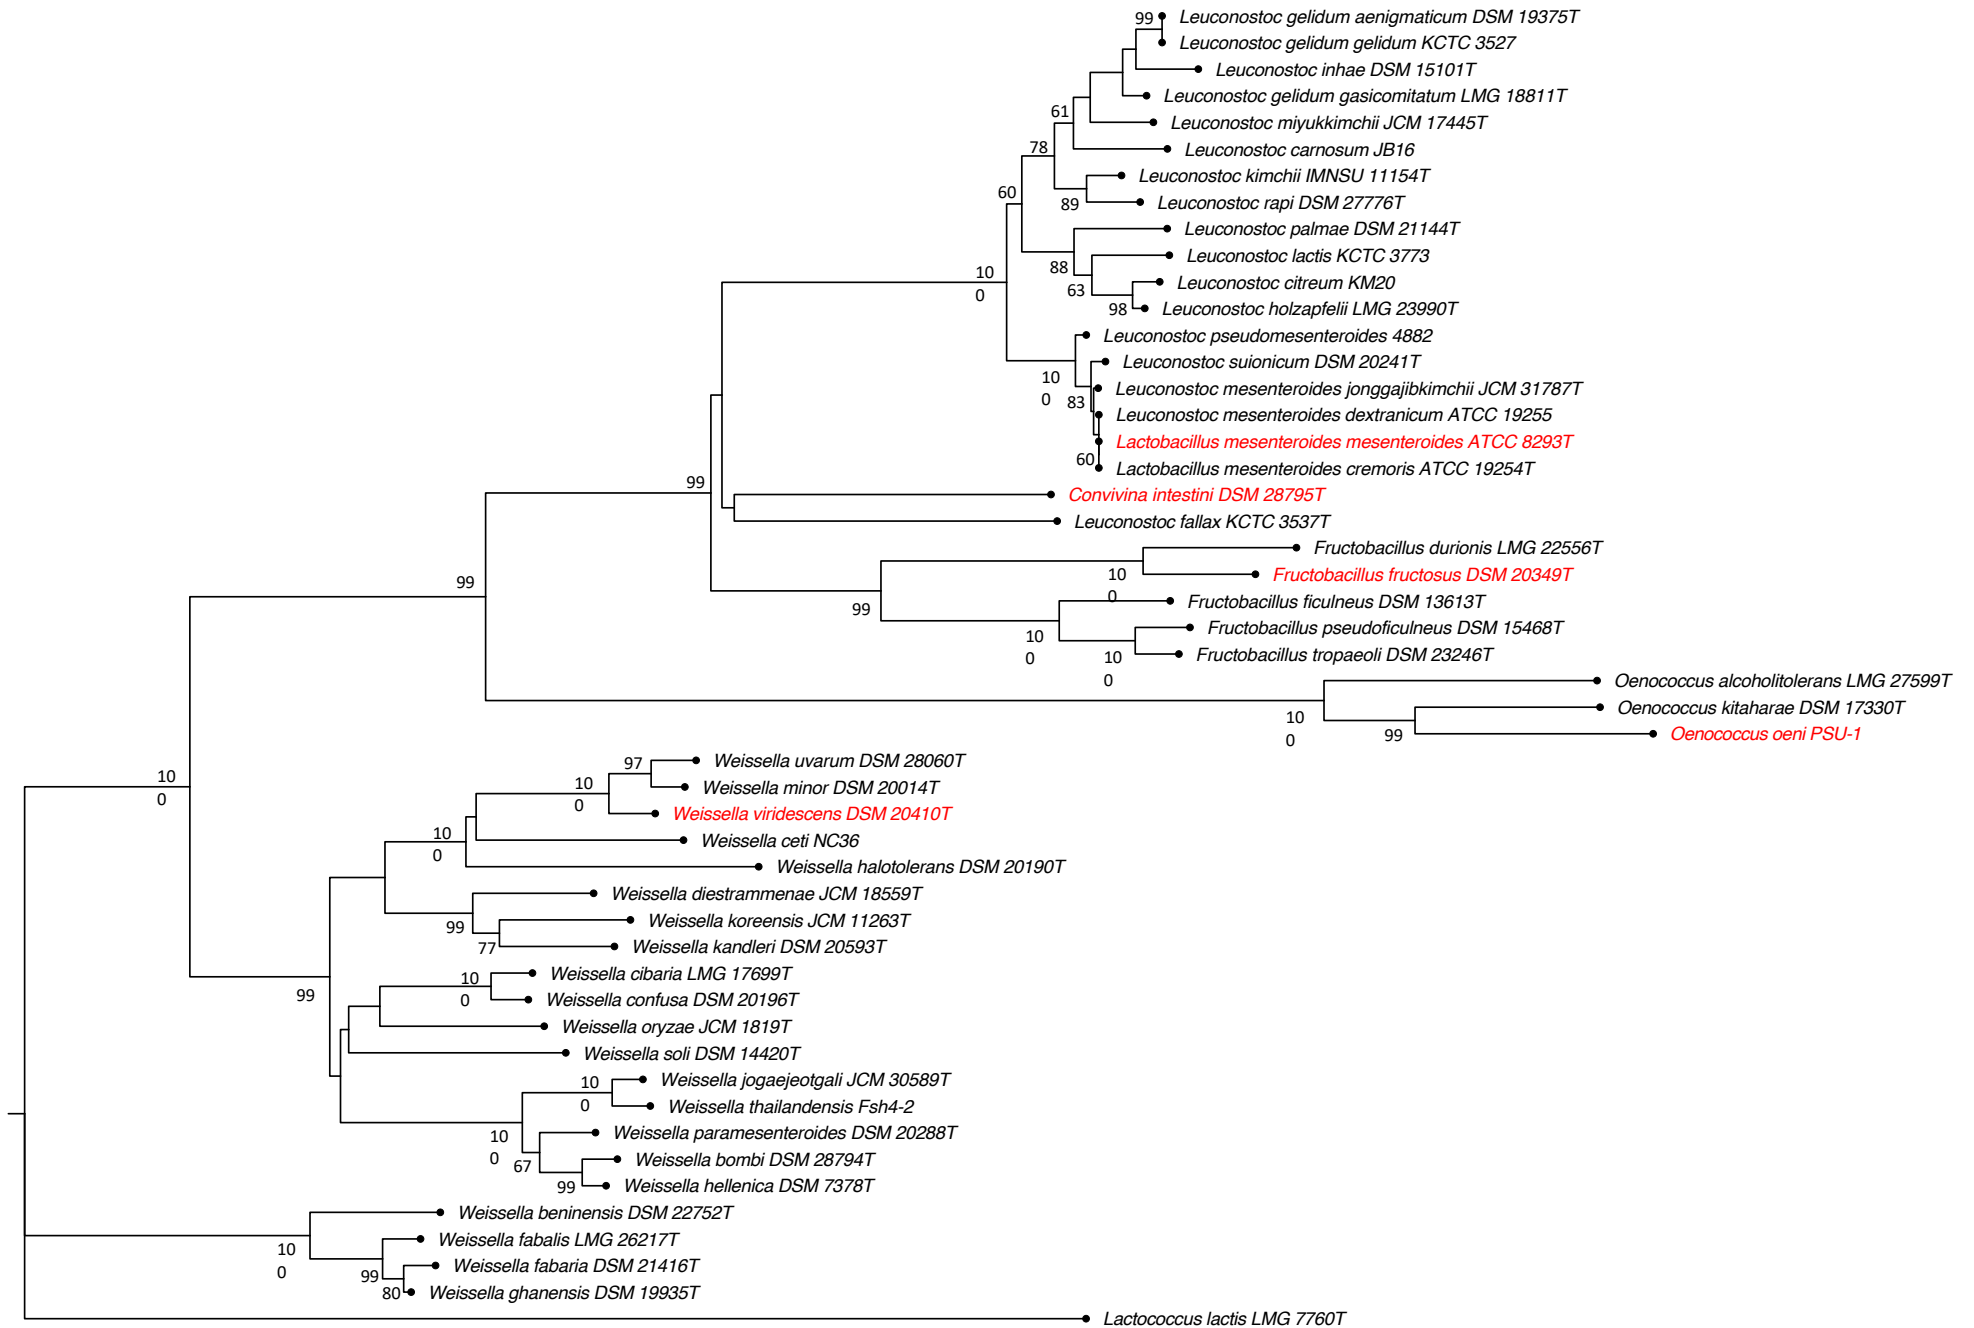 99 Leuconostoc gelidum aenigmaticum DSM 19375T
Leuconostoc gelidum gelidum KCTC 3527
Leuconostoc inhae DSM 15101T
Leuconostoc gelidum gasicomitatum LMG 18811T
61
Leuconostoc miyukkimchii JCM 17445T
78
Leuconostoc carnosum JB16
Leuconostoc kimchii IMNSU 11154T
60
89 Leuconostoc rapi DSM 27776T
Leuconostoc palmae DSM 21144T
Leuconostoc lactis KCTC 3773
88
10
0
63
Leuconostoc citreum KM20
98 Leuconostoc holzapfelii LMG 23990T
Leuconostoc pseudomesenteroides 4882
Leuconostoc suionicum DSM 20241T
10
0
83
Leuconostoc mesenteroides jonggajibkimchii JCM 31787T
Leuconostoc mesenteroides dextranicum ATCC 19255
Lactobacillus mesenteroides mesenteroides ATCC 8293T
60
Lactobacillus mesenteroides cremoris ATCC 19254T
99
Convivina intestini DSM 28795T
Leuconostoc fallax KCTC 3537T
Fructobacillus durionis LMG 22556T
10
0
Fructobacillus fructosus DSM 20349T
99
99
Fructobacillus ficulneus DSM 13613T
10
0
Fructobacillus pseudoficulneus DSM 15468T
10
0
Fructobacillus tropaeoli DSM 23246T
Oenococcus alcoholitolerans LMG 27599T
10
0
Oenococcus kitaharae DSM 17330T
99
Oenococcus oeni PSU-1
10
0
97 Weissella uvarum DSM 28060T
10
0
Weissella minor DSM 20014T
Weissella viridescens DSM 20410T
10
0
Weissella ceti NC36
Weissella halotolerans DSM 20190T
Weissella diestrammenae JCM 18559T
99
Weissella koreensis JCM 11263T
77 Weissella kandleri DSM 20593T
10
0
Weissella cibaria LMG 17699T
99
Weissella confusa DSM 20196T
Weissella oryzae JCM 1819T
Weissella soli DSM 14420T
10
0
Weissella jogaejeotgali JCM 30589T
Weissella thailandensis Fsh4-2
10
0
Weissella paramesenteroides DSM 20288T
67
Weissella bombi DSM 28794T
99 Weissella hellenica DSM 7378T
Weissella beninensis DSM 22752T
10
0
Weissella fabalis LMG 26217T
99
Weissella fabaria DSM 21416T
80 Weissella ghanensis DSM 19935T
Lactococcus lactis LMG 7760T